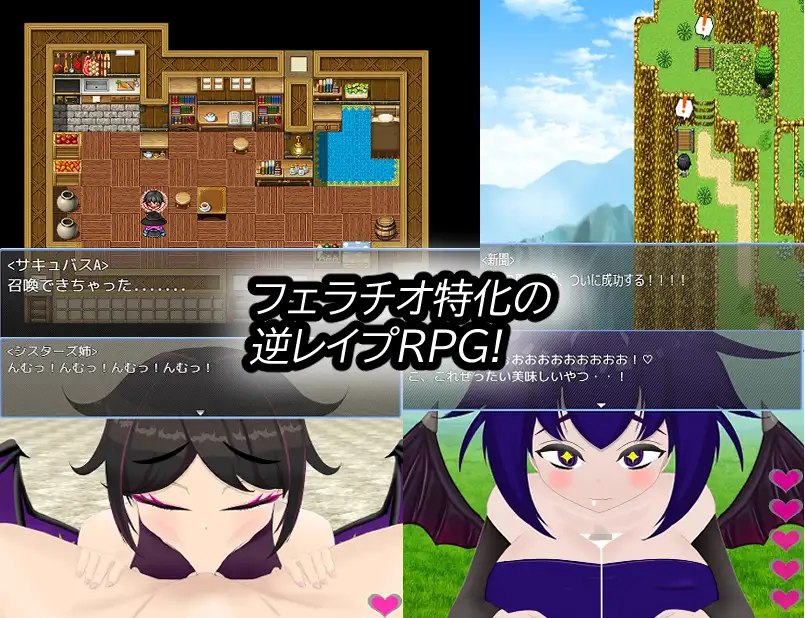 <サキュバスA>
召喚できちゃった.......
<新聞>
ついに成功する！！！！
フェラチオ特化の
逆レイプRPG!
<シスターズ姉>
んむっ！んむっ！んむっ！んむっ！
おおおおおおおおおお！♡
こ、これぜったい美味しいやつ・・！